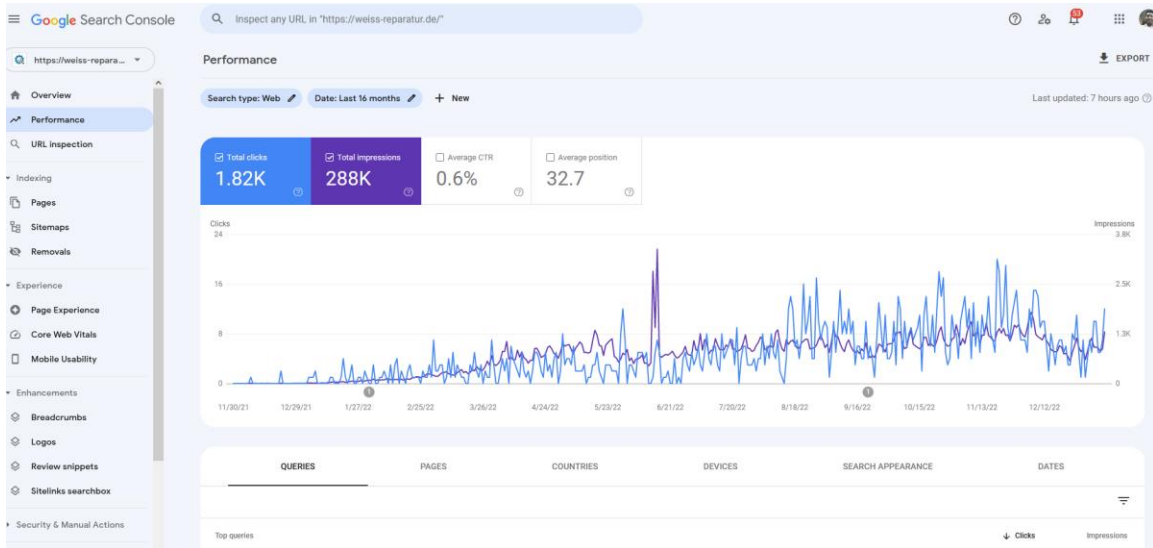 Google Search Console
Inspect any URL in "https://weiss-reparatur.de/"
53
https://weiss-repara...
Overview
Performance
URL inspection
Indexing
Pages
Sitemaps
Removals
Experience
Page Experience
Core Web Vitals
Mobile Usability
Enhancements
Breadcrumbs
Logos
Review snippets
Sitelinks searchbox
Security & Manual Actions
Performance
EXPORT
Search type: Web
Date: Last 16 months
+ New
Last updated: 7 hours ago
Total clicks
1.82K
Total impressions
288K
Average CTR
0.6%
Average position
32.7
Clicks
Impressions
24
3.8K
16
2.5K
8
1.3K
0
0
1
1
11/30/21 12/29/21 1/27/22 2/25/22 3/26/22 4/24/22 5/23/22 6/21/22 7/20/22 8/18/22 9/16/22 10/15/22 11/13/22 12/12/22
QUERIES PAGES COUNTRIES DEVICES SEARCH APPEARANCE DATES
Top queries Clicks Impressions